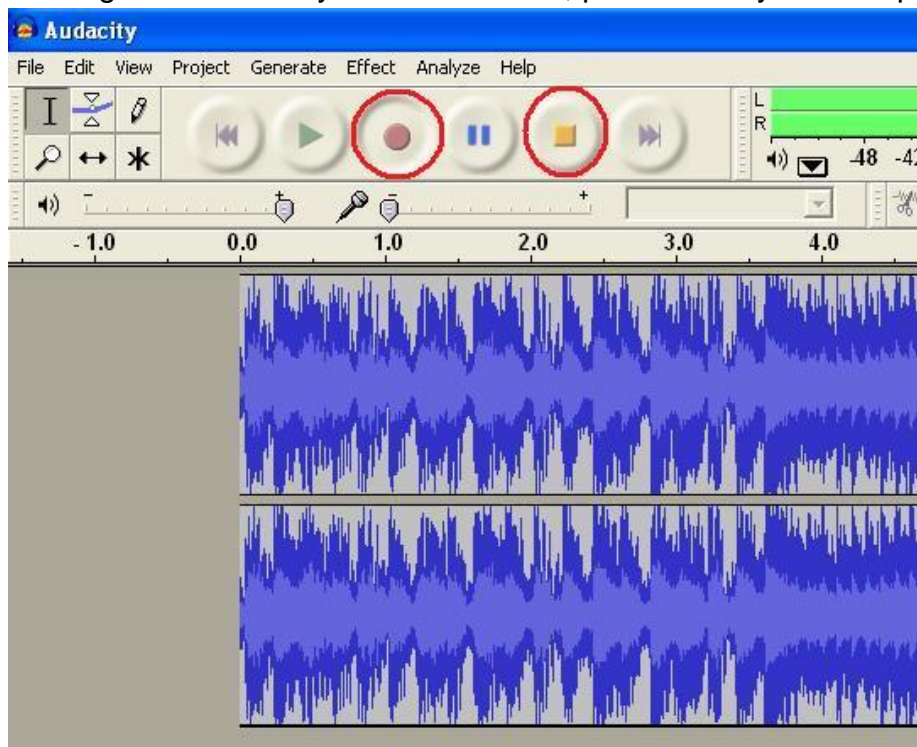 Audacity
File Edit View Project Generate Effect Analyze Help
L
R
-48
- +
- +
- 1.0 0.0 1.0 2.0 3.0 4.0